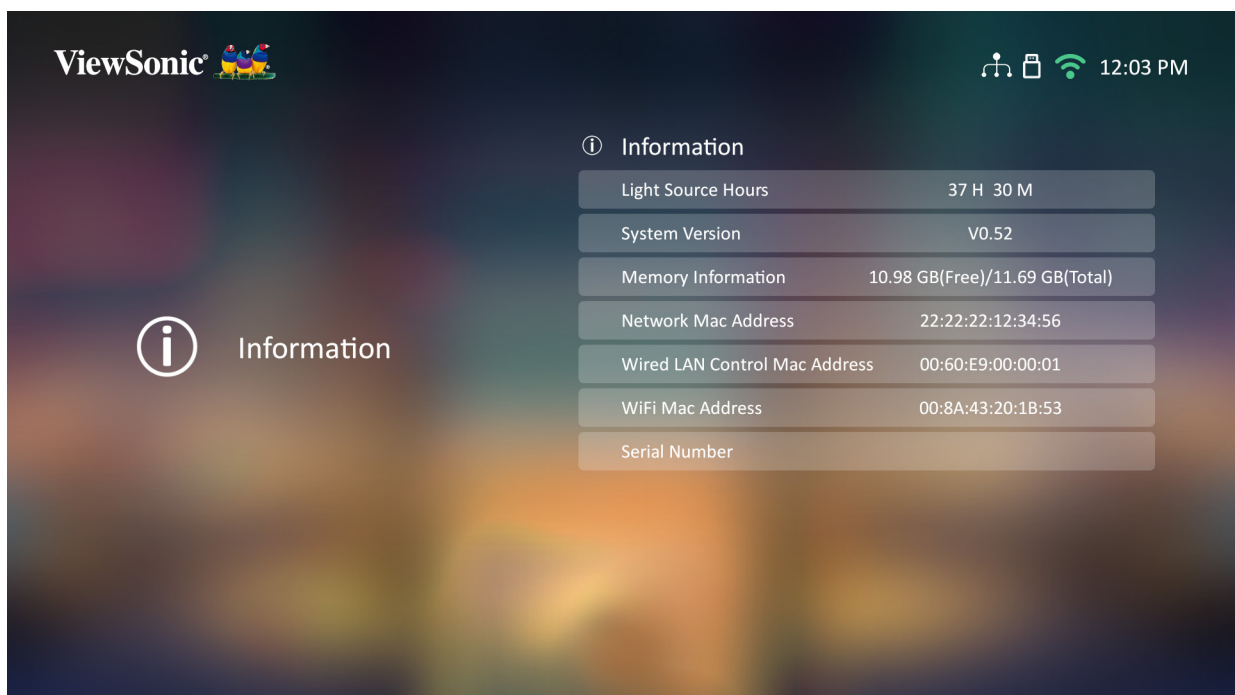 ViewSonic®
12:03 PM
Information
Light Source Hours 37 H 30 M
System Version V0.52
Memory Information 10.98 GB(Free)/11.69 GB(Total)
Network Mac Address 22:22:22:12:34:56
Information
Wired LAN Control Mac Address 00:60:E9:00:00:01
WiFi Mac Address 00:8A:43:20:1B:53
Serial Number